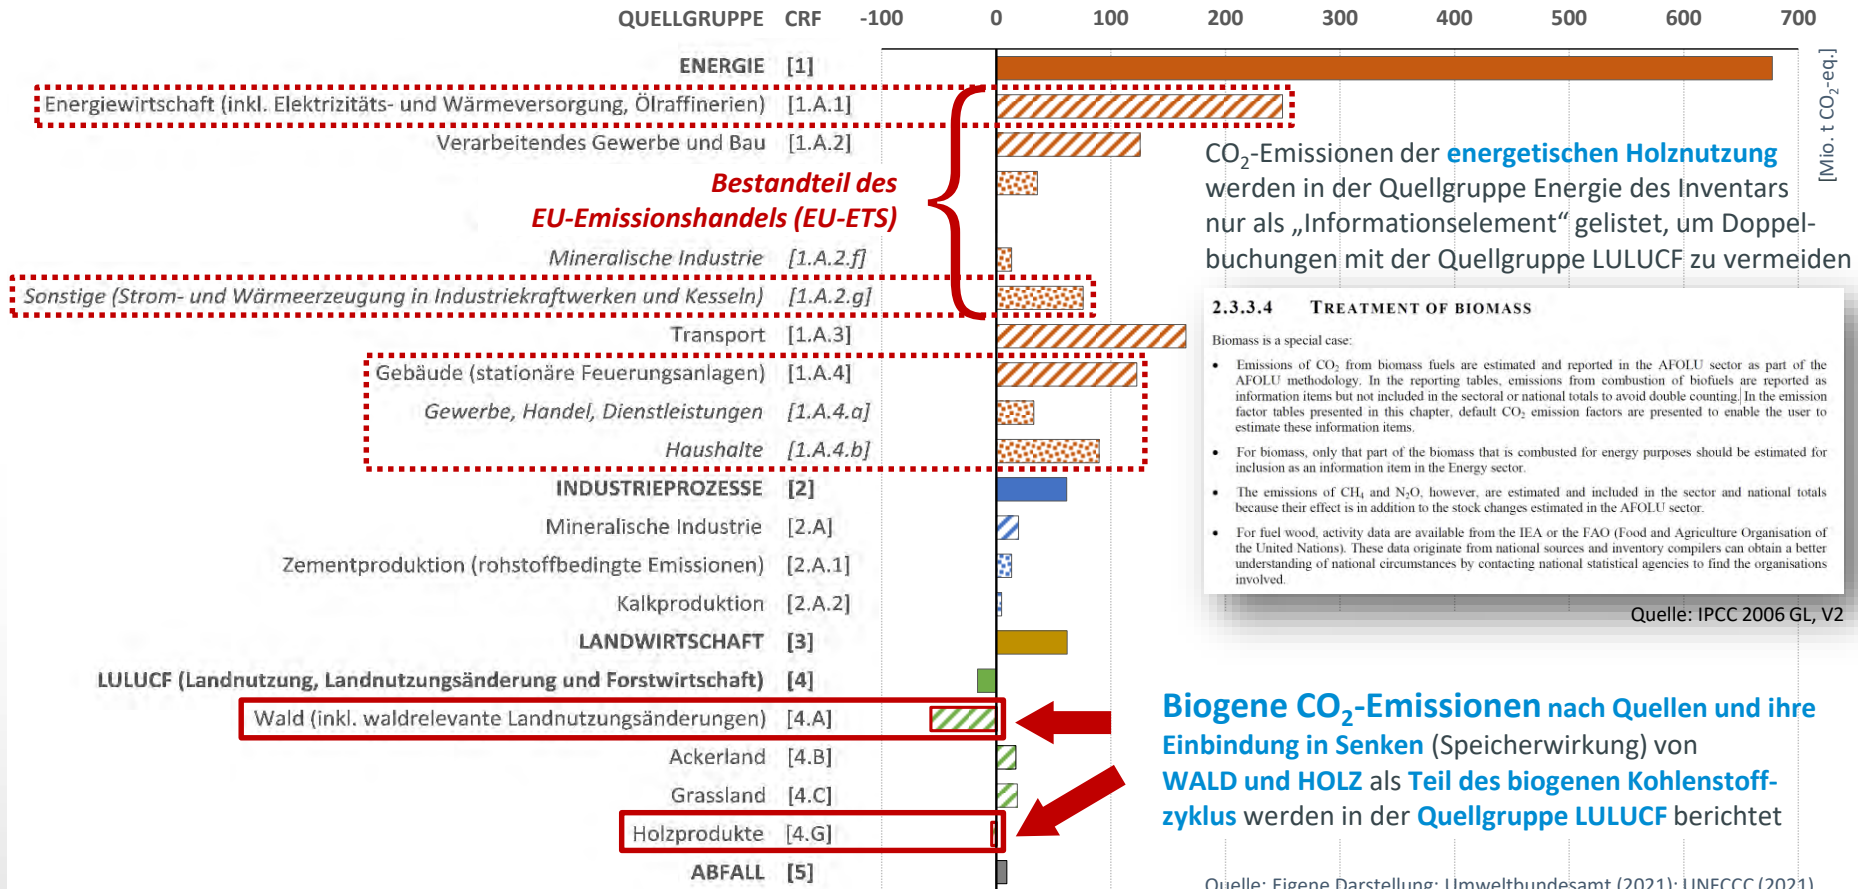 QUELLGRUPPE CRF -100 0 100 200 300 400 500 600 700
[Mio. t CO₂-eq.]
ENERGIE [1]
Energiewirtschaft (inkl. Elektrizitäts- und Wärmeversorgung, Ölraffinerien) [1.A.1]
Verarbeitendes Gewerbe und Bau [1.A.2]
Bestandteil des
EU-Emissionshandels (EU-ETS)
Mineralische Industrie [1.A.2.f]
Sonstige (Strom- und Wärmeerzeugung in Industriekraftwerken und Kesseln) [1.A.2.g]
Transport [1.A.3]
Gebäude (stationäre Feuerungsanlagen) [1.A.4]
Gewerbe, Handel, Dienstleistungen [1.A.4.a]
Haushalte [1.A.4.b]
INDUSTRIEPROZESSE [2]
Mineralische Industrie [2.A]
Zementproduktion (rohstoffbedingte Emissionen) [2.A.1]
Kalkproduktion [2.A.2]
LANDWIRTSCHAFT [3]
LULUCF (Landnutzung, Landnutzungsänderung und Forstwirtschaft) [4]
Wald (inkl. waldrelevante Landnutzungsänderungen) [4.A]
Ackerland [4.B]
Grassland [4.C]
Holzprodukte [4.G]
ABFALL [5]
CO₂-Emissionen der energetischen Holznutzung
werden in der Quellgruppe Energie des Inventars
nur als „Informationselement“ gelistet, um Doppel-
buchungen mit der Quellgruppe LULUCF zu vermeiden
2.3.3.4 TREATMENT OF BIOMASS
Biomass is a special case:
• Emissions of CO₂ from biomass fuels are estimated and reported in the AFOLU sector as part of the
AFOLU methodology. In the reporting tables, emissions from combustion of biofuels are reported as
information items but not included in the sectoral or national totals to avoid double counting. In the emission
factor tables presented in this chapter, default CO₂ emission factors are presented to enable the user to
estimate these information items.
• For biomass, only that part of the biomass that is combusted for energy purposes should be estimated for
inclusion as an information item in the Energy sector.
• The emissions of CH₄ and N₂O, however, are estimated and included in the sector and national totals
because their effect is in addition to the stock changes estimated in the AFOLU sector.
• For fuel wood, activity data are available from the IEA or the FAO (Food and Agriculture Organisation of
the United Nations). These data originate from national sources and inventory compilers can obtain a better
understanding of national circumstances by contacting national statistical agencies to find the organisations
involved.
Quelle: IPCC 2006 GL, V2
Biogene CO₂-Emissionen nach Quellen und ihre
Einbindung in Senken (Speicherwirkung) von
WALD und HOLZ als Teil des biogenen Kohlenstoff-
zyklus werden in der Quellgruppe LULUCF berichtet
Quelle: Eigene Darstellung; Umweltbundesamt (2021); UNFCCC (2021)